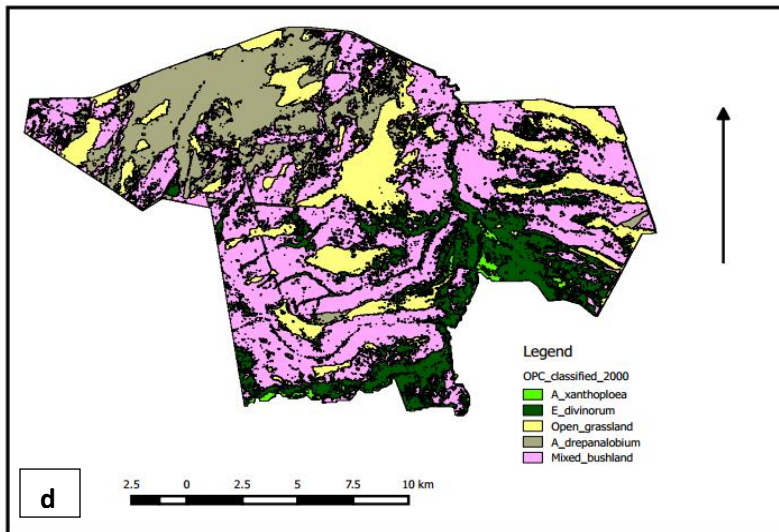 Legend
OPC_classified_2000
A_xanthoploea
E_divinorum
Open_grassland
A_drepanalobium
Mixed_bushland
d
2.5 0 2.5 5 7.5 10 km